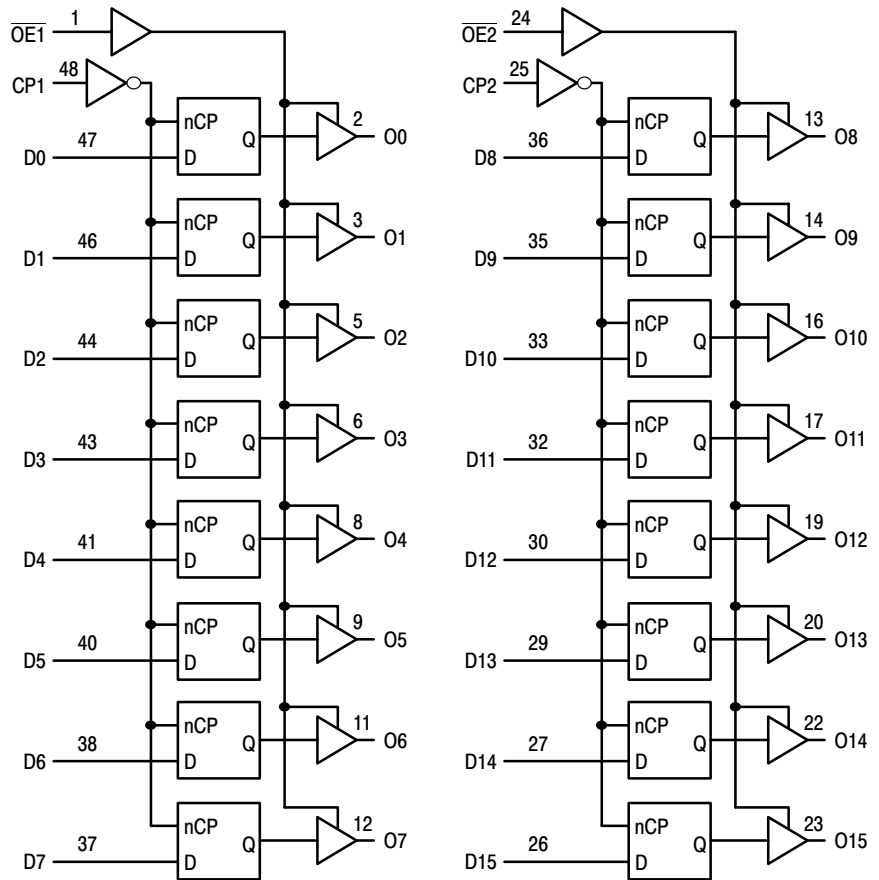 OE1 1
CP1 48
nCP
D0 47 D Q 2 O0
nCP
D1 46 D Q 3 O1
nCP
D2 44 D Q 5 O2
nCP
D3 43 D Q 6 O3
nCP
D4 41 D Q 8 O4
nCP
D5 40 D Q 9 O5
nCP
D6 38 D Q 11 O6
nCP
D7 37 D Q 12 O7
OE2 24
CP2 25
nCP
D8 36 D Q 13 O8
nCP
D9 35 D Q 14 O9
nCP
D10 33 D Q 16 O10
nCP
D11 32 D Q 17 O11
nCP
D12 30 D Q 19 O12
nCP
D13 29 D Q 20 O13
nCP
D14 27 D Q 22 O14
nCP
D15 26 D Q 23 O15